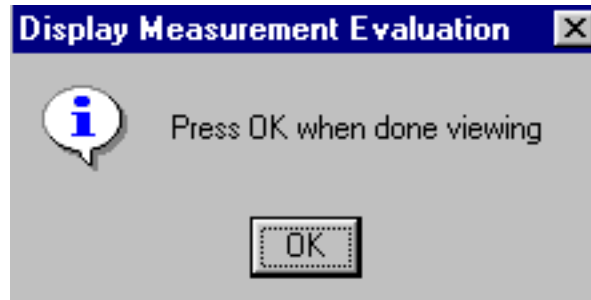 Display Measurement Evaluation
Press OK when done viewing
OK